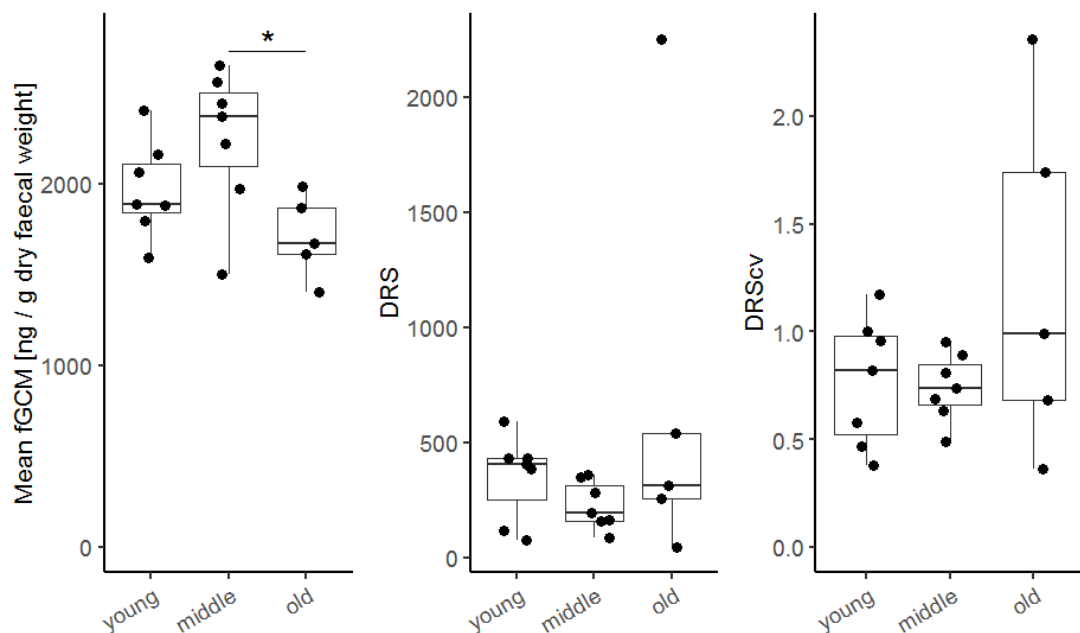 Mean fGCM [ng / g dry faecal weight]
2000
1000
0
*
young
middle
old
DRS
2000
1500
1000
500
0
young
middle
old
DRScv
2.0
1.5
1.0
0.5
0.0
young
middle
old